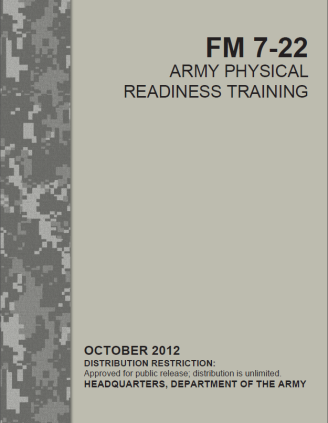 FM 7-22
ARMY PHYSICAL
READINESS TRAINING
OCTOBER 2012
DISTRIBUTION RESTRICTION:
Approved for public release; distribution is unlimited.
HEADQUARTERS, DEPARTMENT OF THE ARMY